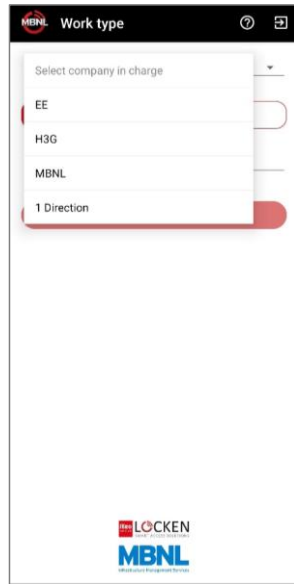 MBNL Work type
Select company in charge
EE
H3G
MBNL
1 Direction
iseo LOCKEN
SMART ACCESS SOLUTIONS
MBNL
Infrastructure Management Services